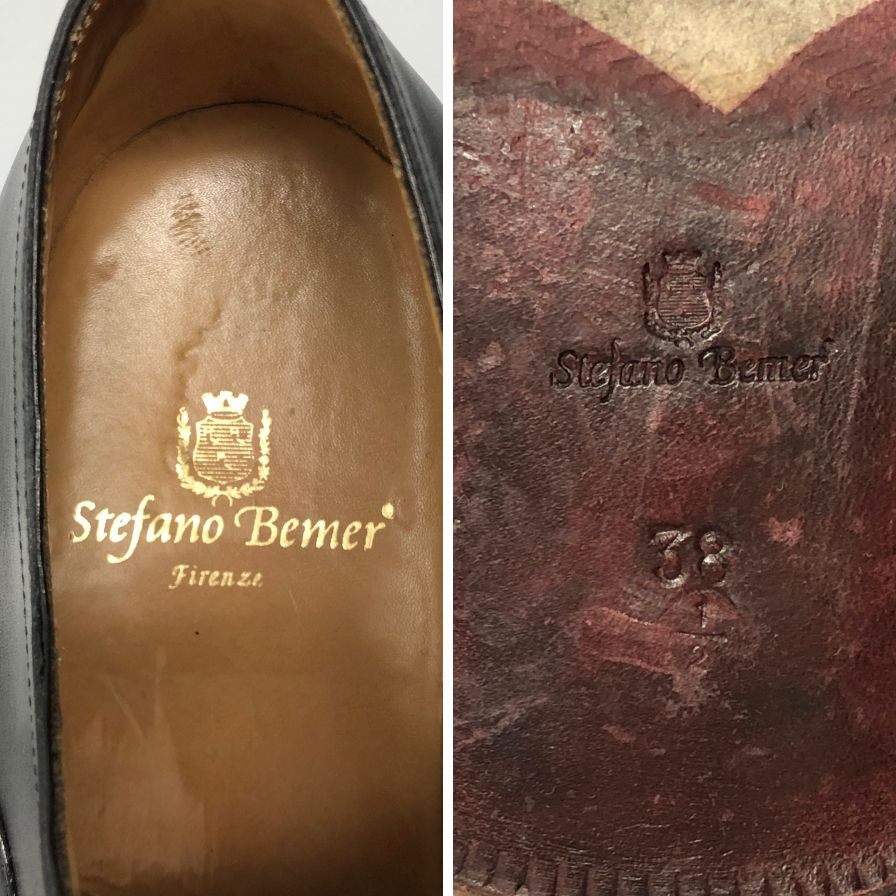 Stefano Bemer
Firenze
Stefano Bemer
38
1
2